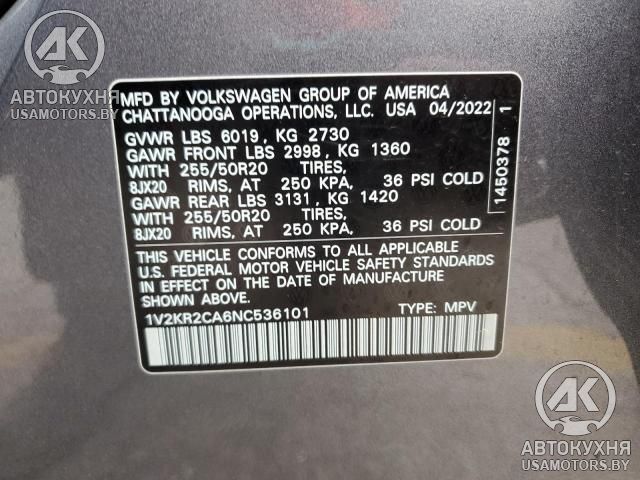 AK
АВТОКУХНЯ
USAMOTORS.BY
MFD BY VOLKSWAGEN GROUP OF AMERICA
CHATTANOOGA OPERATIONS, LLC. USA 04/2022
GVWR LBS 6019, KG 2730
GAWR FRONT LBS 2998, KG 1360
WITH 255/50R20 TIRES,
8JX20 RIMS, AT 250 KPA, 36 PSI COLD
GAWR REAR LBS 3131, KG 1420
WITH 255/50R20 TIRES,
8JX20 RIMS, AT 250 KPA, 36 PSI COLD
THIS VEHICLE CONFORMS TO ALL APPLICABLE
U.S. FEDERAL MOTOR VEHICLE SAFETY STANDARDS
IN EFFECT ON THE DATE OF MANUFACTURE
1V2KR2CA6NC536101 TYPE: MPV
1450378 1
AK
АВТОКУХНЯ
USAMOTORS.BY